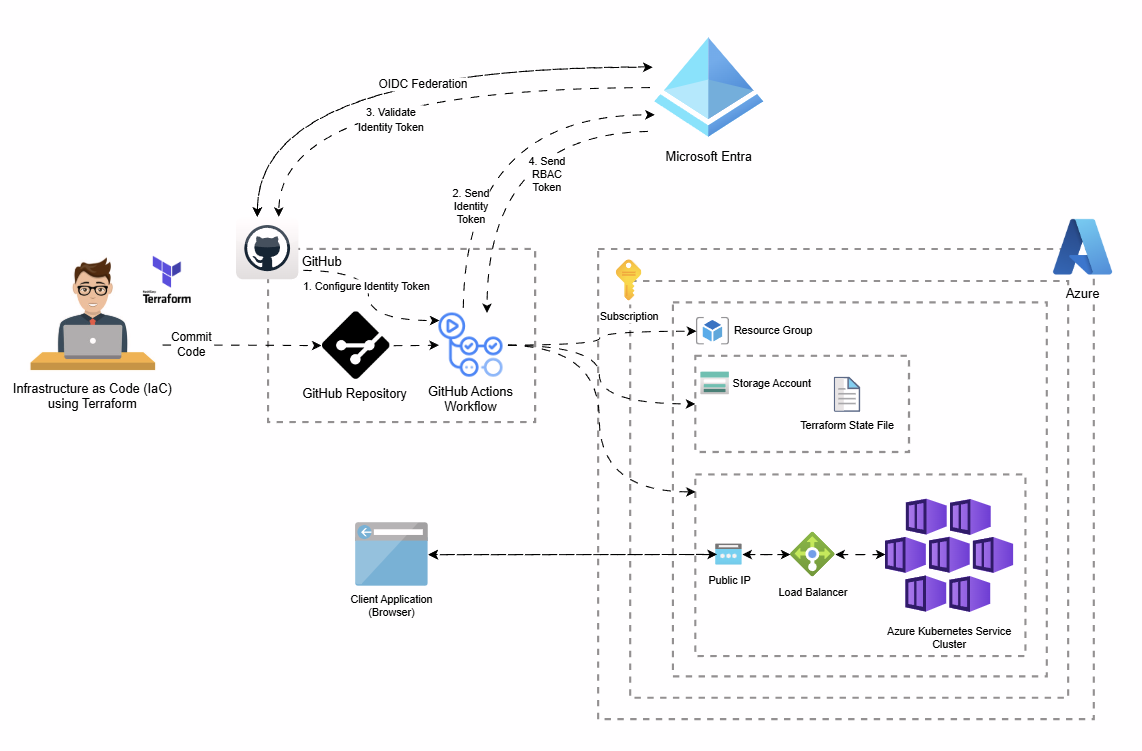 OIDC Federation
3. Validate
Identity Token
Microsoft Entra
4. Send
RBAC
Token
2. Send
Identity
Token
GitHub
1. Configure Identity Token
HashiCorp
Terraform
Commit
Code
Infrastructure as Code (IaC)
using Terraform
GitHub Repository
GitHub Actions
Workflow
Azure
Subscription
Resource Group
Storage Account
Terraform State File
Client Application
(Browser)
Public IP
Load Balancer
Azure Kubernetes Service
Cluster